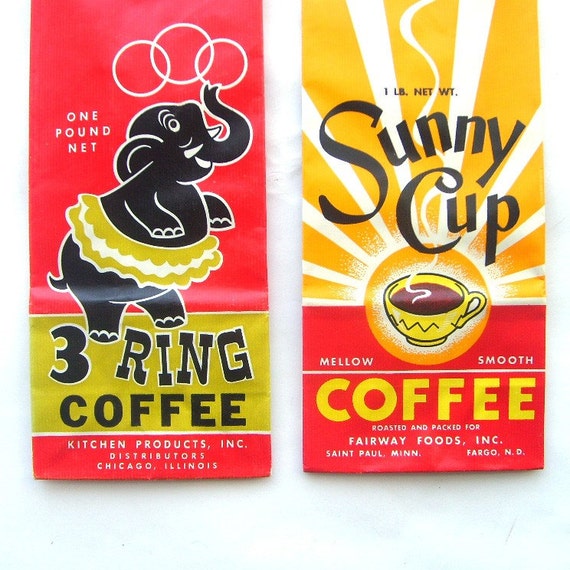 ONE
POUND
NET
3 RING
COFFEE
KITCHEN PRODUCTS, INC.
DISTRIBUTORS
CHICAGO, ILLINOIS
1 LB. NET WT.
Sunny
Cup
MELLOW SMOOTH
COFFEE
ROASTED AND PACKED FOR
FAIRWAY FOODS, INC.
SAINT PAUL, MINN. FARGO, N.D.